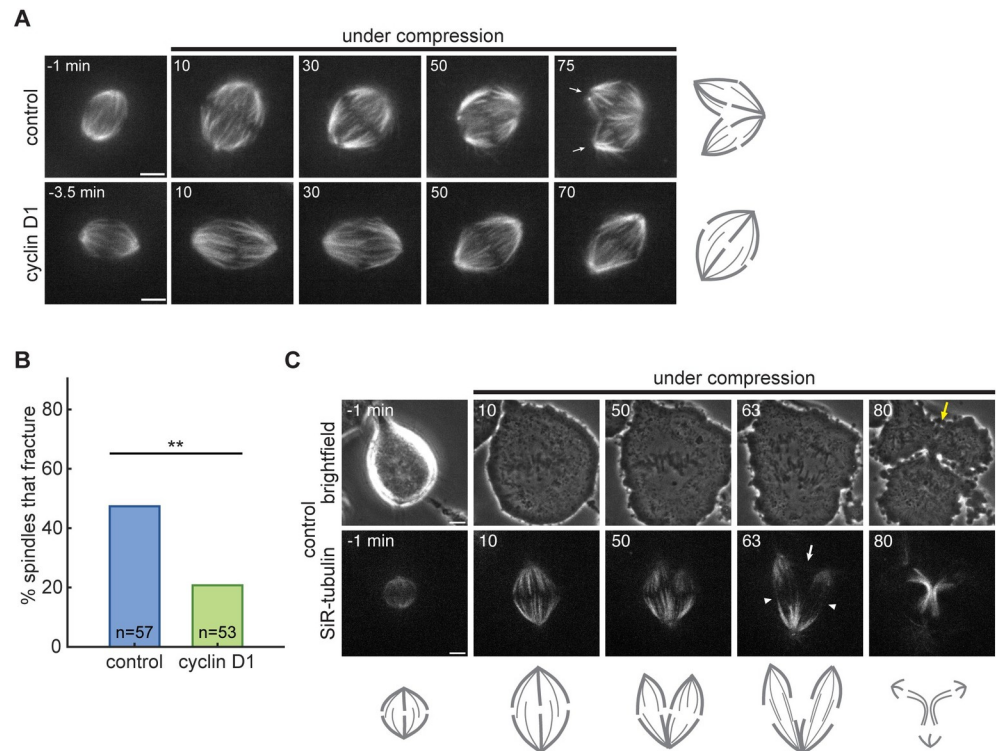 A
under compression
-1 min
10
30
50
75
control
-3.5 min
10
30
50
70
cyclin D1
B
% spindles that fracture
80
60
40
20
0
**
n=57
n=53
control
cyclin D1
C
under compression
control
brightfield
-1 min
10
50
63
80
SiR-tubulin
-1 min
10
50
63
80